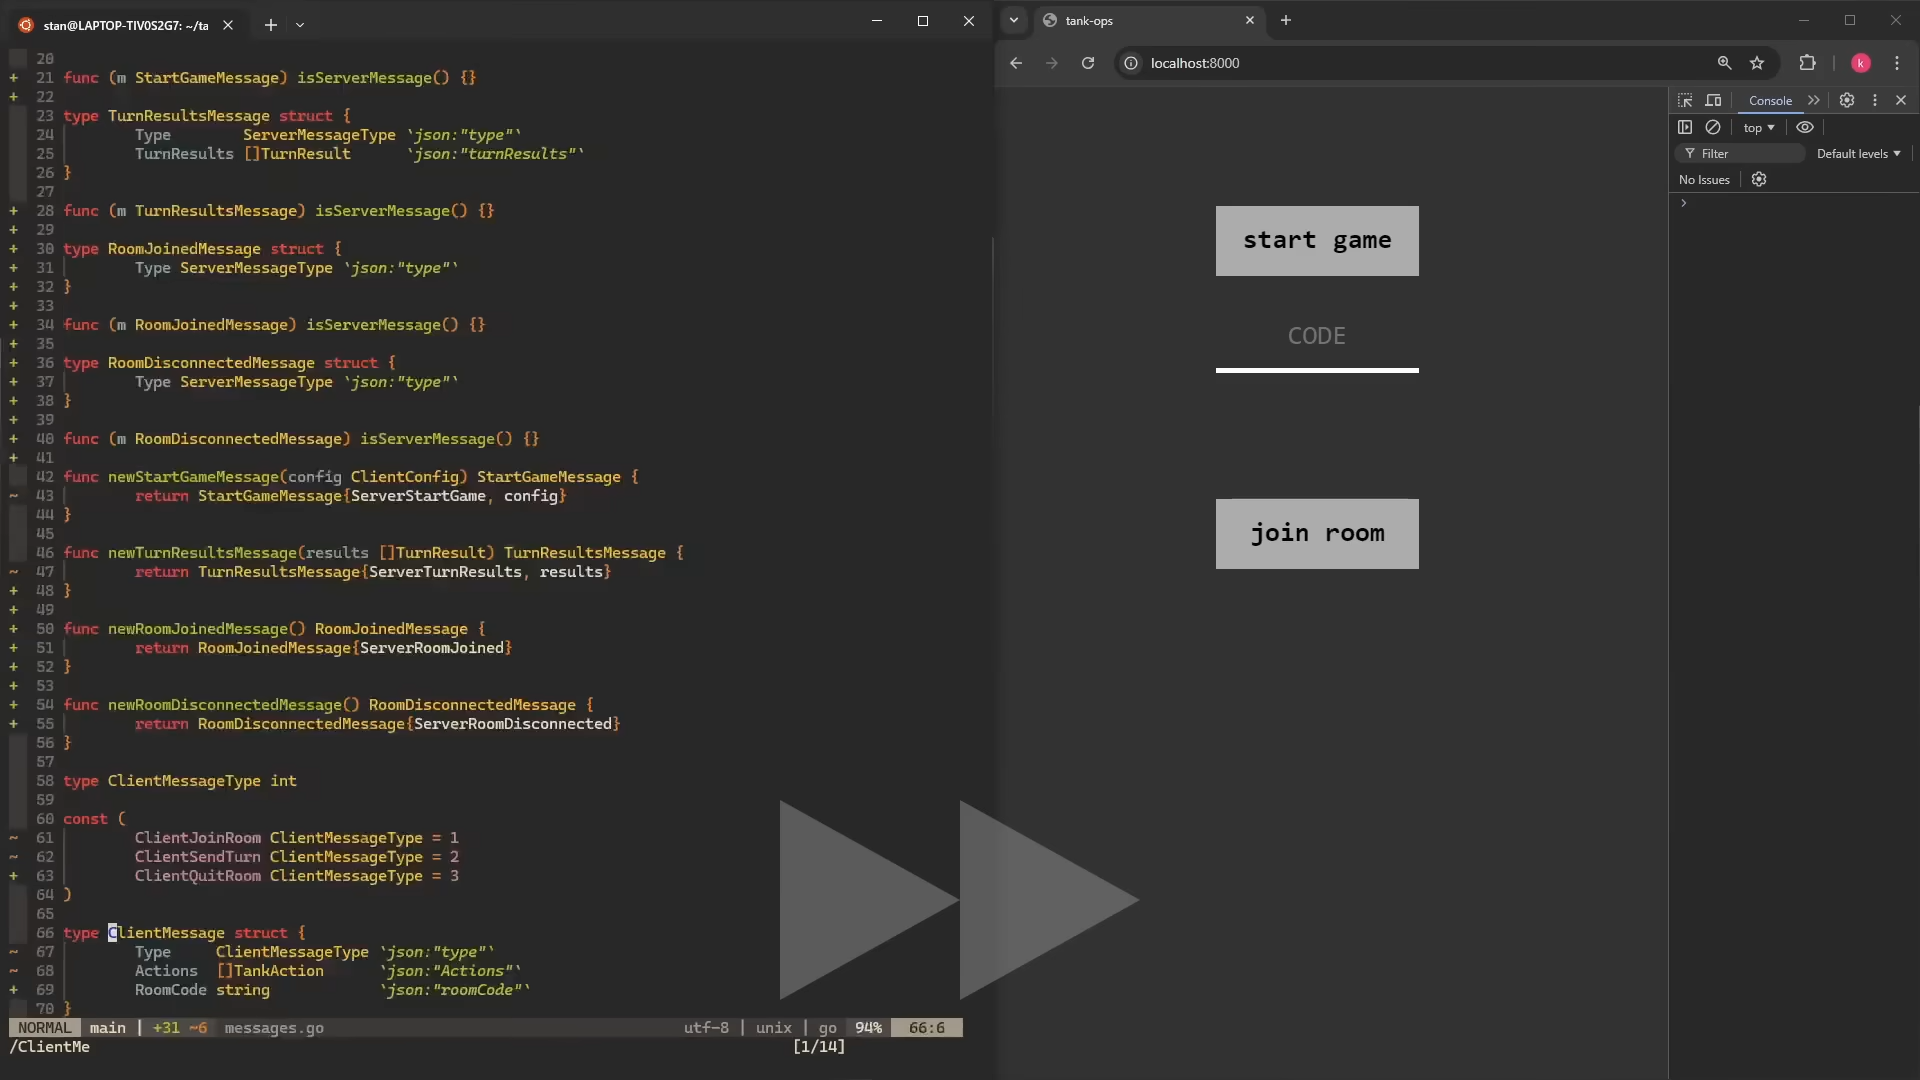 stan@LAPTOP-TIV0S2G7: ~/ta
20
21 func (m StartGameMessage) isServerMessage() {}
22
23 type TurnResultsMessage struct {
24 Type ServerMessageType `json:"type"`
25 TurnResults []TurnResult `json:"turnResults"`
26 }
27
28 func (m TurnResultsMessage) isServerMessage() {}
29
30 type RoomJoinedMessage struct {
31 Type ServerMessageType `json:"type"`
32 }
33
34 func (m RoomJoinedMessage) isServerMessage() {}
35
36 type RoomDisconnectedMessage struct {
37 Type ServerMessageType `json:"type"`
38 }
39
40 func (m RoomDisconnectedMessage) isServerMessage() {}
41
42 func newStartGameMessage(config ClientConfig) StartGameMessage {
43 return StartGameMessage{ServerStartGame, config}
44 }
45
46 func newTurnResultsMessage(results []TurnResult) TurnResultsMessage {
47 return TurnResultsMessage{ServerTurnResults, results}
48 }
49
50 func newRoomJoinedMessage() RoomJoinedMessage {
51 return RoomJoinedMessage{ServerRoomJoined}
52 }
53
54 func newRoomDisconnectedMessage() RoomDisconnectedMessage {
55 return RoomDisconnectedMessage{ServerRoomDisconnected}
56 }
57
58 type ClientMessageType int
59
60 const (
61 ClientJoinRoom ClientMessageType = 1
62 ClientSendTurn ClientMessageType = 2
63 ClientQuitRoom ClientMessageType = 3
64 )
65
66 type ClientMessage struct {
67 Type ClientMessageType `json:"type"`
68 Actions []TankAction `json:"Actions"`
69 RoomCode string `json:"roomCode"`
70 }
NORMAL main | +31 ~6 messages.go utf-8 | unix | go 94% 66:6
/ClientMe [1/14]
tank-ops
localhost:8000
start game
CODE
join room
Console
top
Filter Default levels
No Issues
k